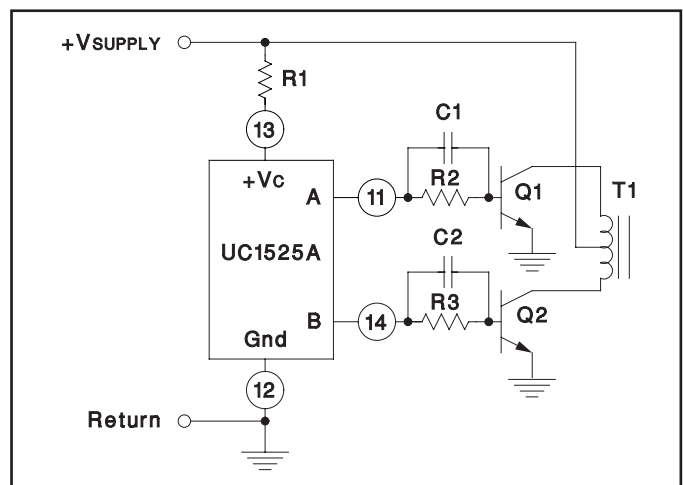 +VSUPPLY
R1
13
C1
+VC
A
11
R2
Q1
T1
UC1525A
C2
B
14
R3
Q2
Gnd
12
Return